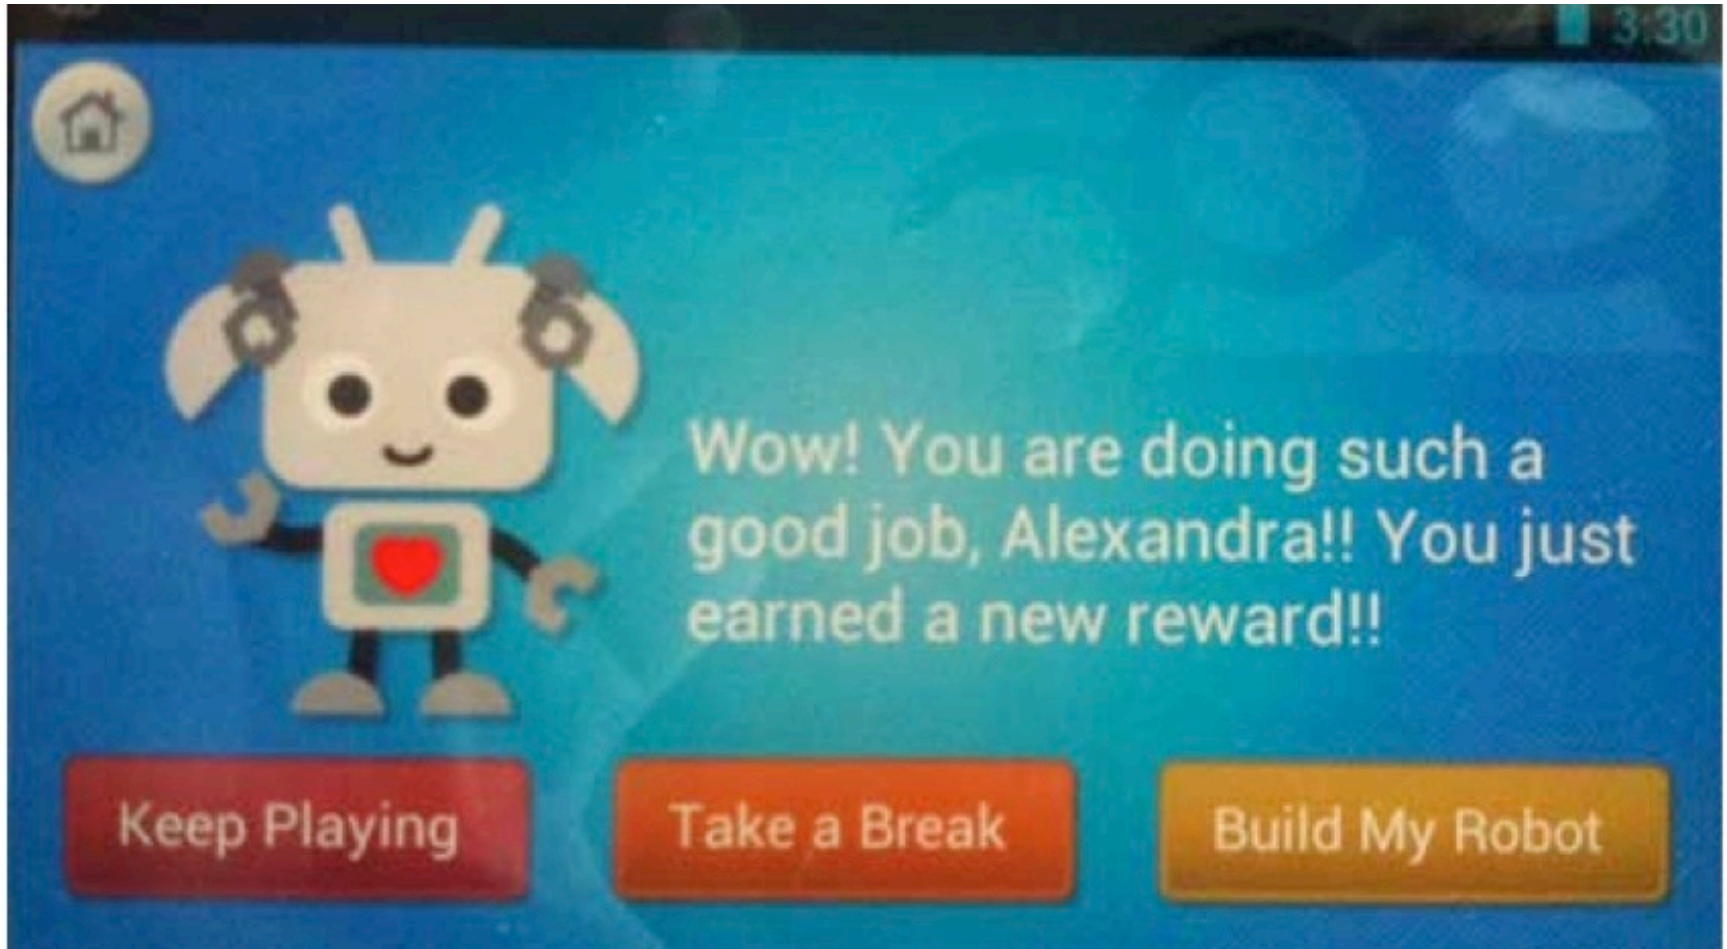 3:30
Wow! You are doing such a
good job, Alexandra!! You just
earned a new reward!!
Keep Playing
Take a Break
Build My Robot